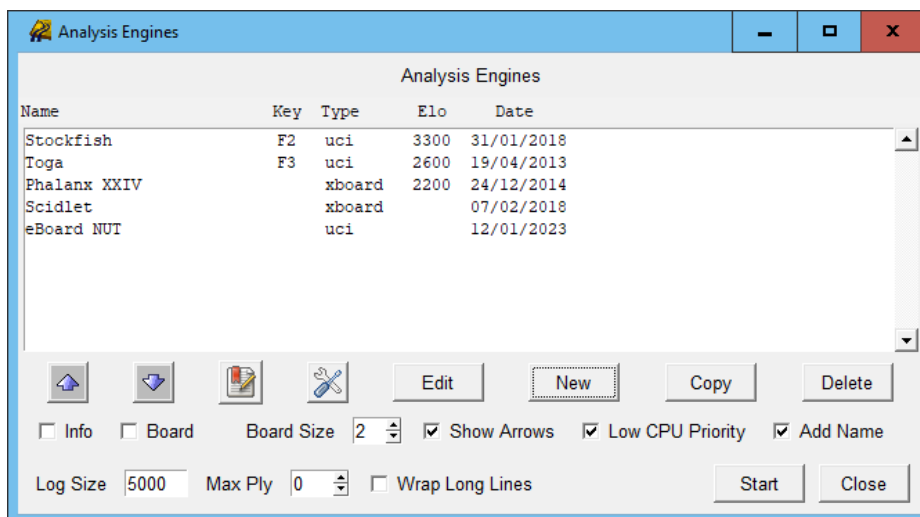 Analysis Engines
Analysis Engines
Name Key Type Elo Date
Stockfish F2 uci 3300 31/01/2018
Toga F3 uci 2600 19/04/2013
Phalanx XXIV xboard 2200 24/12/2014
Scidlet xboard 07/02/2018
eBoard NUT uci 12/01/2023
Edit New Copy Delete
Info Board Board Size 2 Show Arrows Low CPU Priority Add Name
Log Size 5000 Max Ply 0 Wrap Long Lines Start Close